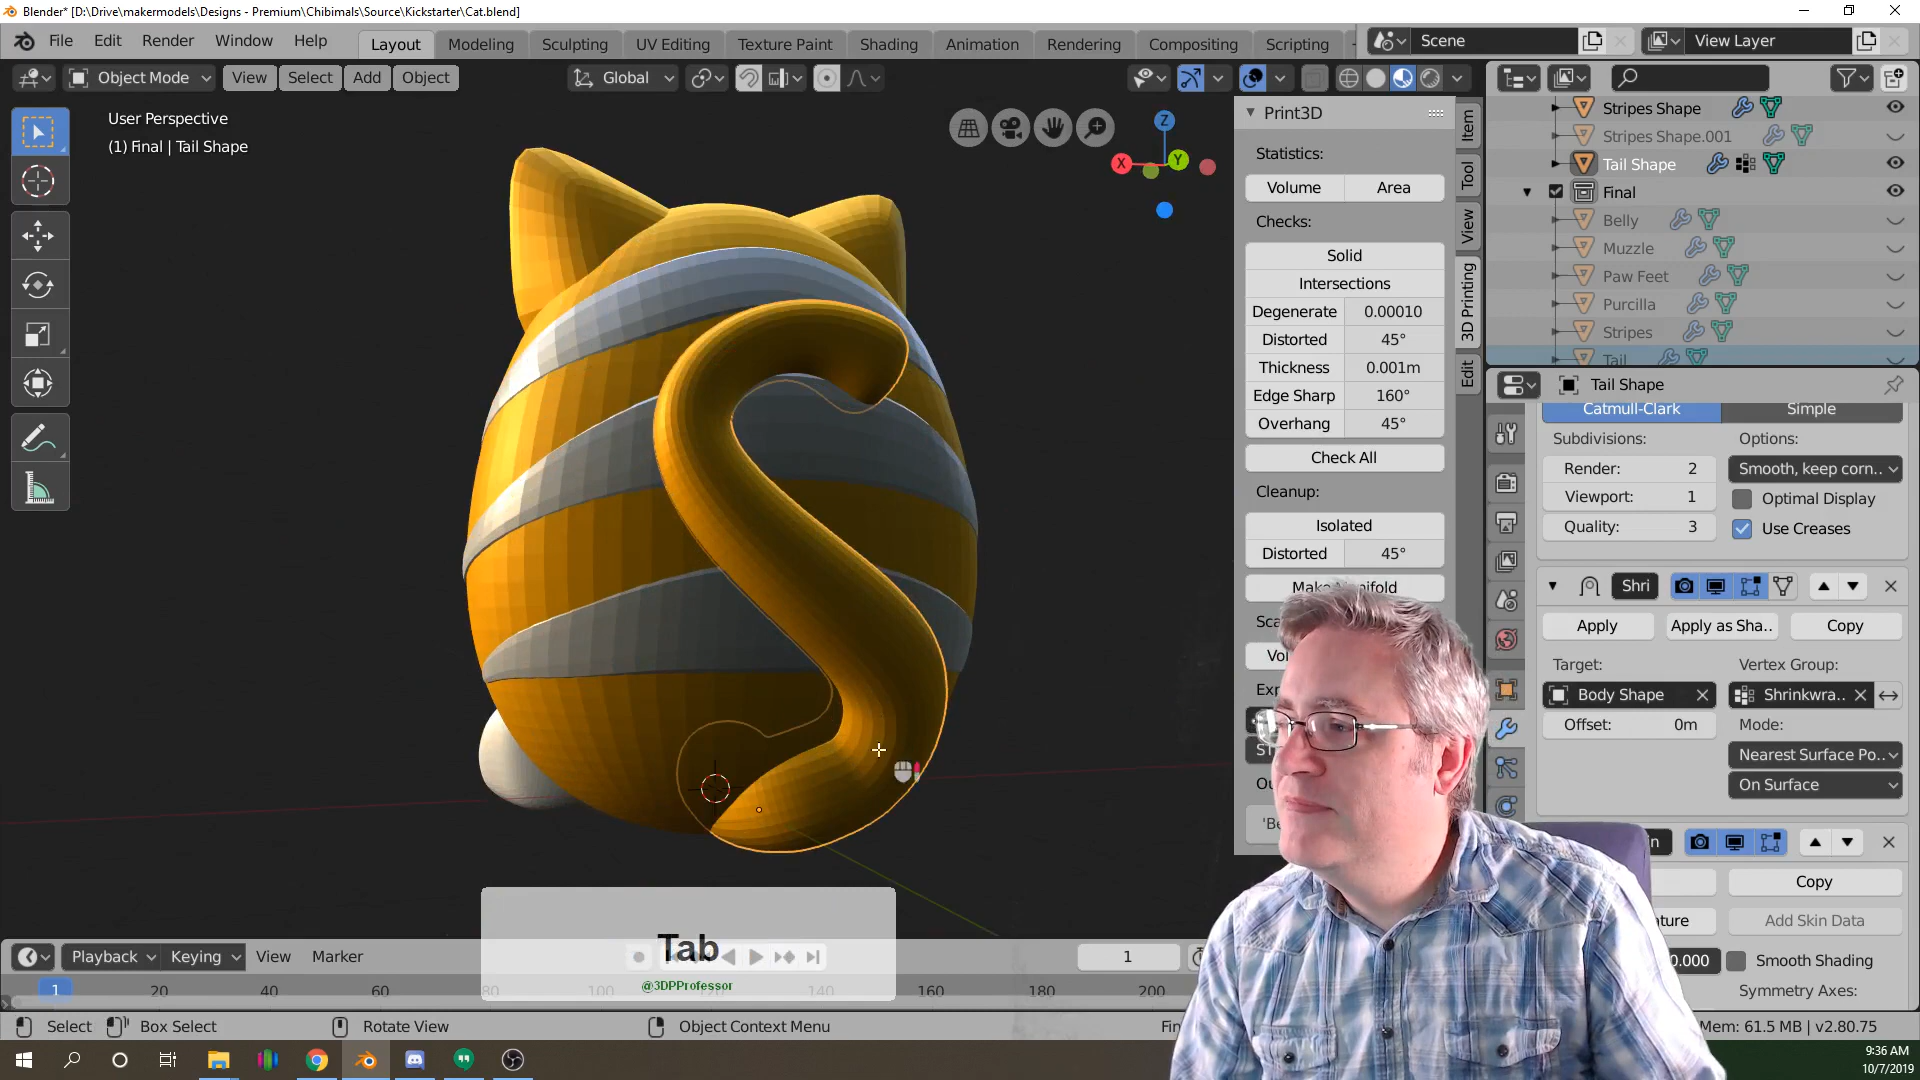 Blender* [D:\Drive\makermodels\Designs - Premium\Chibimals\Source\Kickstarter\Cat.blend]
File Edit Render Window Help Layout Modeling Sculpting UV Editing Texture Paint Shading Animation Rendering Compositing Scripting Scene View Layer
Object Mode View Select Add Object Global
User Perspective
(1) Final | Tail Shape
Z
X
Y
Print3D
Statistics:
Volume Area
Checks:
Solid
Intersections
Degenerate 0.00010
Distorted 45°
Thickness 0.001m
Edge Sharp 160°
Overhang 45°
Check All
Cleanup:
Isolated
Distorted 45°
Item
Tool
View
3D Printing
Edit
Stripes Shape
Stripes Shape.001
Tail Shape
Final
Belly
Muzzle
Paw Feet
Purcilla
Stripes
Tail
Tail Shape
Catmull-Clark Simple
Subdivisions: Options:
Render: 2 Smooth, keep corn..
Viewport: 1 Optimal Display
Quality: 3 Use Creases
Shri
Apply Apply as Sha.. Copy
Target: Vertex Group:
Body Shape Shrinkwra..
Offset: 0m Mode:
Nearest Surface Po..
On Surface
Copy
Add Skin Data
Smooth Shading
Symmetry Axes:
Tab
@3DPProfessor
Playback Keying View Marker 1
1 20 40 60 80 100 120 140 160 180 200
Select Box Select Rotate View Object Context Menu
Mem: 61.5 MB | v2.80.75
9:36 AM
10/7/2019